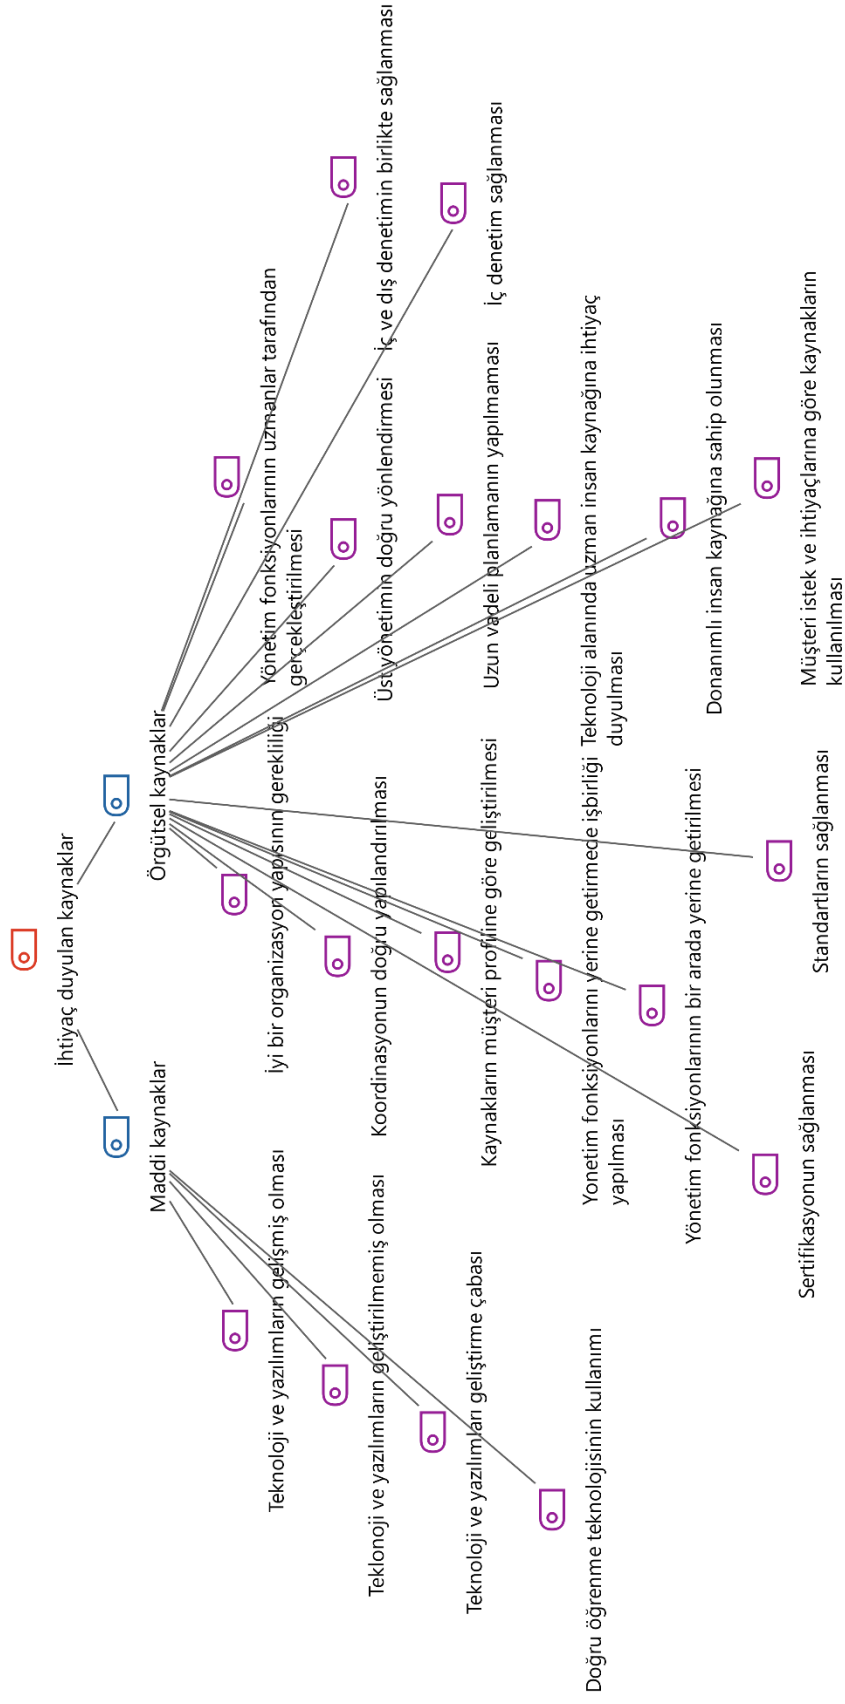 İhtiyaç duyulan kaynaklar
Maddi kaynaklar
Örgütsel kaynaklar
Teknoloji ve yazılımların gelişmiş olması
Teklonoji ve yazılımların geliştirilmemiş olması
Teknoloji ve yazılımları geliştirme çabası
Doğru öğrenme teknolojisinin kullanımı
İyi bir organizasyon yapısının gerekliliği
Koordinasyonun doğru yapılandırılması
Kaynakların müşteri profiline göre geliştirilmesi
Yonetim fonksiyonlarını yerine getirmede işbirliği
yapılması
Yönetim fonksiyonlarının bir arada yerine getirilmesi
Sertifikasyonun sağlanması
Standartların sağlanması
Yönetim fonksiyonlarının uzmanlar tarafından
gerçekleştirilmesi
Üst yönetimin doğru yönlendirmesi
Uzun vadeli planlamanın yapılmaması
Teknoloji alanında uzman insan kaynağına ihtiyaç
duyulması
Donanımlı insan kaynağına sahip olunması
Müşteri istek ve ihtiyaçlarına göre kaynakların
kullanılması
İç ve dış denetimin birlikte sağlanması
İç denetim sağlanması